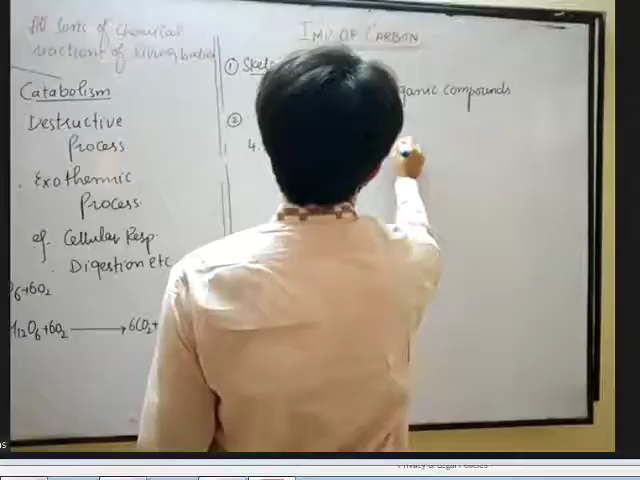 All sorts of chemical
reactions of living bodies
Catabolism
Destructive
Process
Exothermic
Process
eg. Cellular Resp.
Digestion etc
6+6O2
H12O6+6O2 → 6CO2+
IMP OF CARBON
① Skele
ganic compounds
②
4.
Privacy & Legal Policies